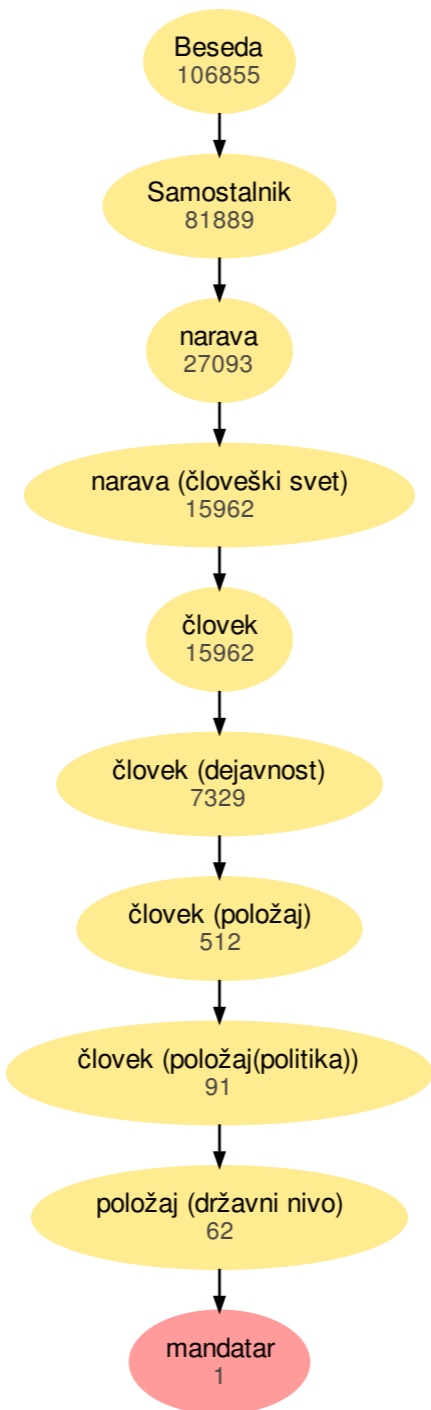 Beseda
106855
Samostalnik
81889
narava
27093
narava (človeški svet)
15962
človek
15962
človek (dejavnost)
7329
človek (položaj)
512
človek (položaj(politika))
91
položaj (državni nivo)
62
mandatar
1